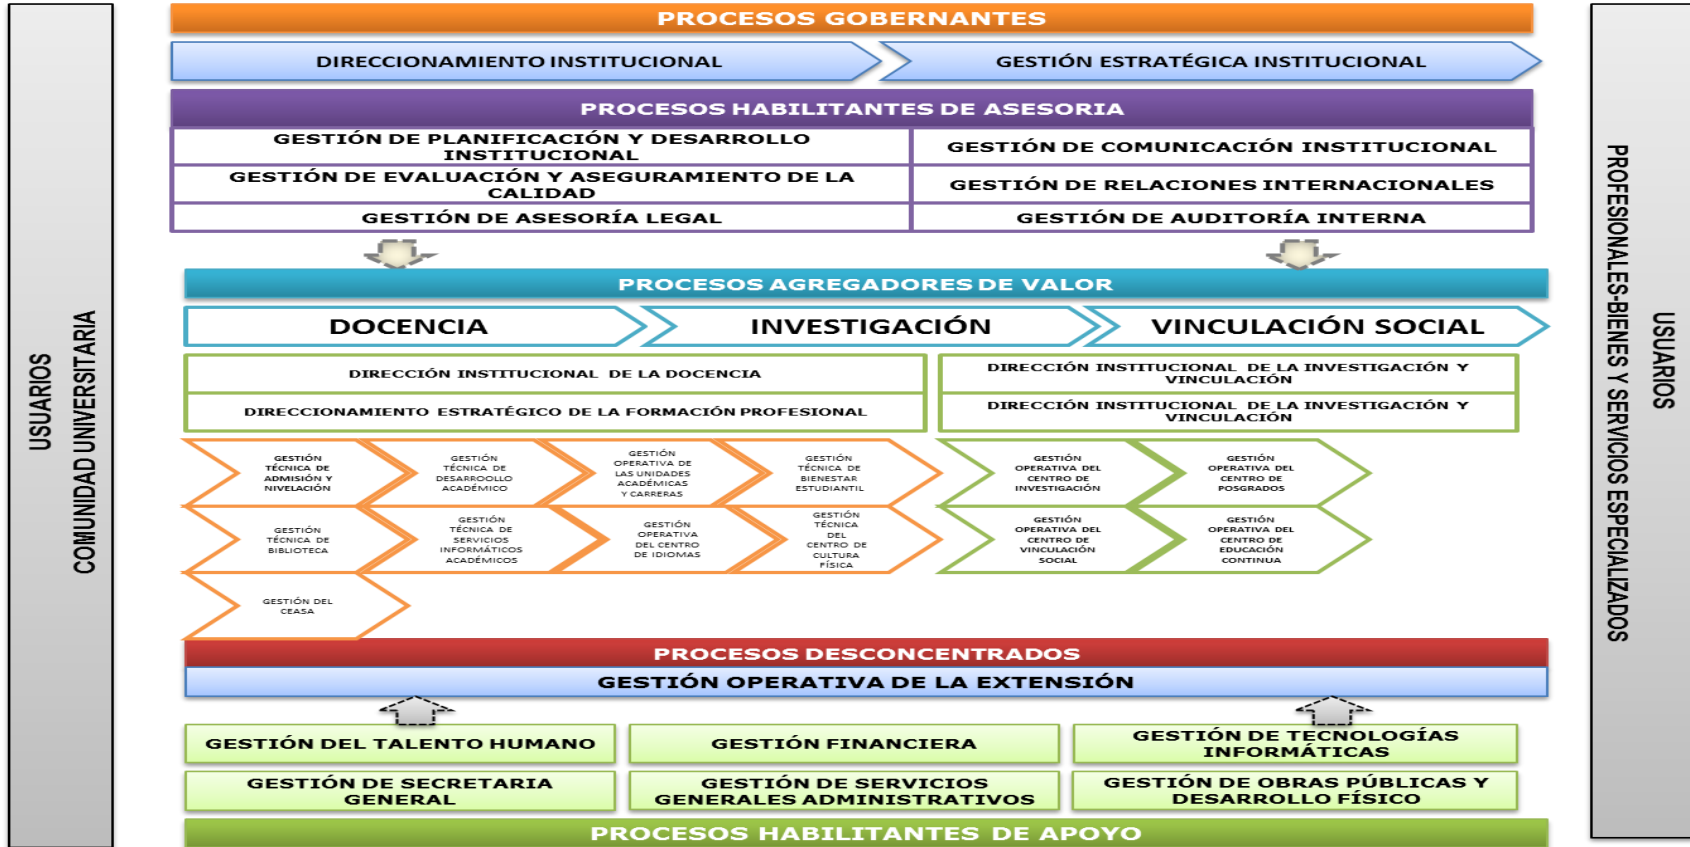 USUARIOS
COMUNIDAD UNIVERSITARIA
PROCESOS GOBERNANTES
DIRECCIONAMIENTO INSTITUCIONAL
GESTIÓN ESTRATÉGICA INSTITUCIONAL
PROCESOS HABILITANTES DE ASESORIA
GESTIÓN DE PLANIFICACIÓN Y DESARROLLO
INSTITUCIONAL
GESTIÓN DE COMUNICACIÓN INSTITUCIONAL
GESTIÓN DE EVALUACIÓN Y ASEGURAMIENTO DE LA
CALIDAD
GESTIÓN DE RELACIONES INTERNACIONALES
GESTIÓN DE ASESORÍA LEGAL
GESTIÓN DE AUDITORÍA INTERNA
PROCESOS AGREGADORES DE VALOR
DOCENCIA
INVESTIGACIÓN
VINCULACIÓN SOCIAL
DIRECCIÓN INSTITUCIONAL DE LA DOCENCIA
DIRECCIÓN INSTITUCIONAL DE LA INVESTIGACIÓN Y
VINCULACIÓN
DIRECCIONAMIENTO ESTRATÉGICO DE LA FORMACIÓN PROFESIONAL
DIRECCIÓN INSTITUCIONAL DE LA INVESTIGACIÓN Y
VINCULACIÓN
GESTIÓN
TÉCNICA DE
ADMISIÓN Y
NIVELACIÓN
GESTIÓN
TÉCNICA DE
DESARROOLLO
ACADÉMICO
GESTIÓN
OPERATIVA DE
LAS UNIDADES
ACADÉMICAS
Y CARRERAS
GESTIÓN
TÉCNICA DE
BIENESTAR
ESTUDIANTIL
GESTIÓN
OPERATIVA DEL
CENTRO DE
INVESTIGACIÓN
GESTIÓN
OPERATIVA DEL
CENTRO DE
POSGRADOS
GESTIÓN
TÉCNICA DE
BIBLIOTECA
GESTIÓN
TÉCNICA DE
SERVICIOS
INFORMÁTICOS
ACADÉMICOS
GESTIÓN
OPERATIVA
DEL CENTRO
DE IDIOMAS
GESTIÓN
TÉCNICA
DEL
CENTRO DE
CULTURA
FÍSICA
GESTIÓN
OPERATIVA DEL
CENTRO DE
VINCULACIÓN
SOCIAL
GESTIÓN
OPERATIVA DEL
CENTRO DE
EDUCACIÓN
CONTINUA
GESTIÓN DEL
CEASA
PROCESOS DESCONCENTRADOS
GESTIÓN OPERATIVA DE LA EXTENSIÓN
GESTIÓN DEL TALENTO HUMANO
GESTIÓN FINANCIERA
GESTIÓN DE TECNOLOGÍAS
INFORMÁTICAS
GESTIÓN DE SECRETARIA
GENERAL
GESTIÓN DE SERVICIOS
GENERALES ADMINISTRATIVOS
GESTIÓN DE OBRAS PÚBLICAS Y
DESARROLLO FÍSICO
PROCESOS HABILITANTES DE APOYO
USUARIOS
PROFESIONALES-BIENES Y SERVICIOS ESPECIALIZADOS